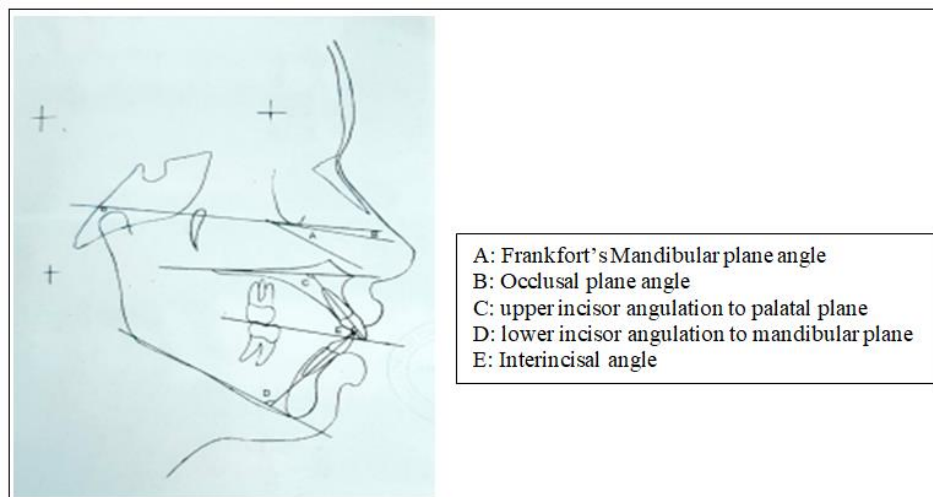 A
B
C
E
D
A: Frankfort's Mandibular plane angle
B: Occlusal plane angle
C: upper incisor angulation to palatal plane
D: lower incisor angulation to mandibular plane
E: Interincisal angle